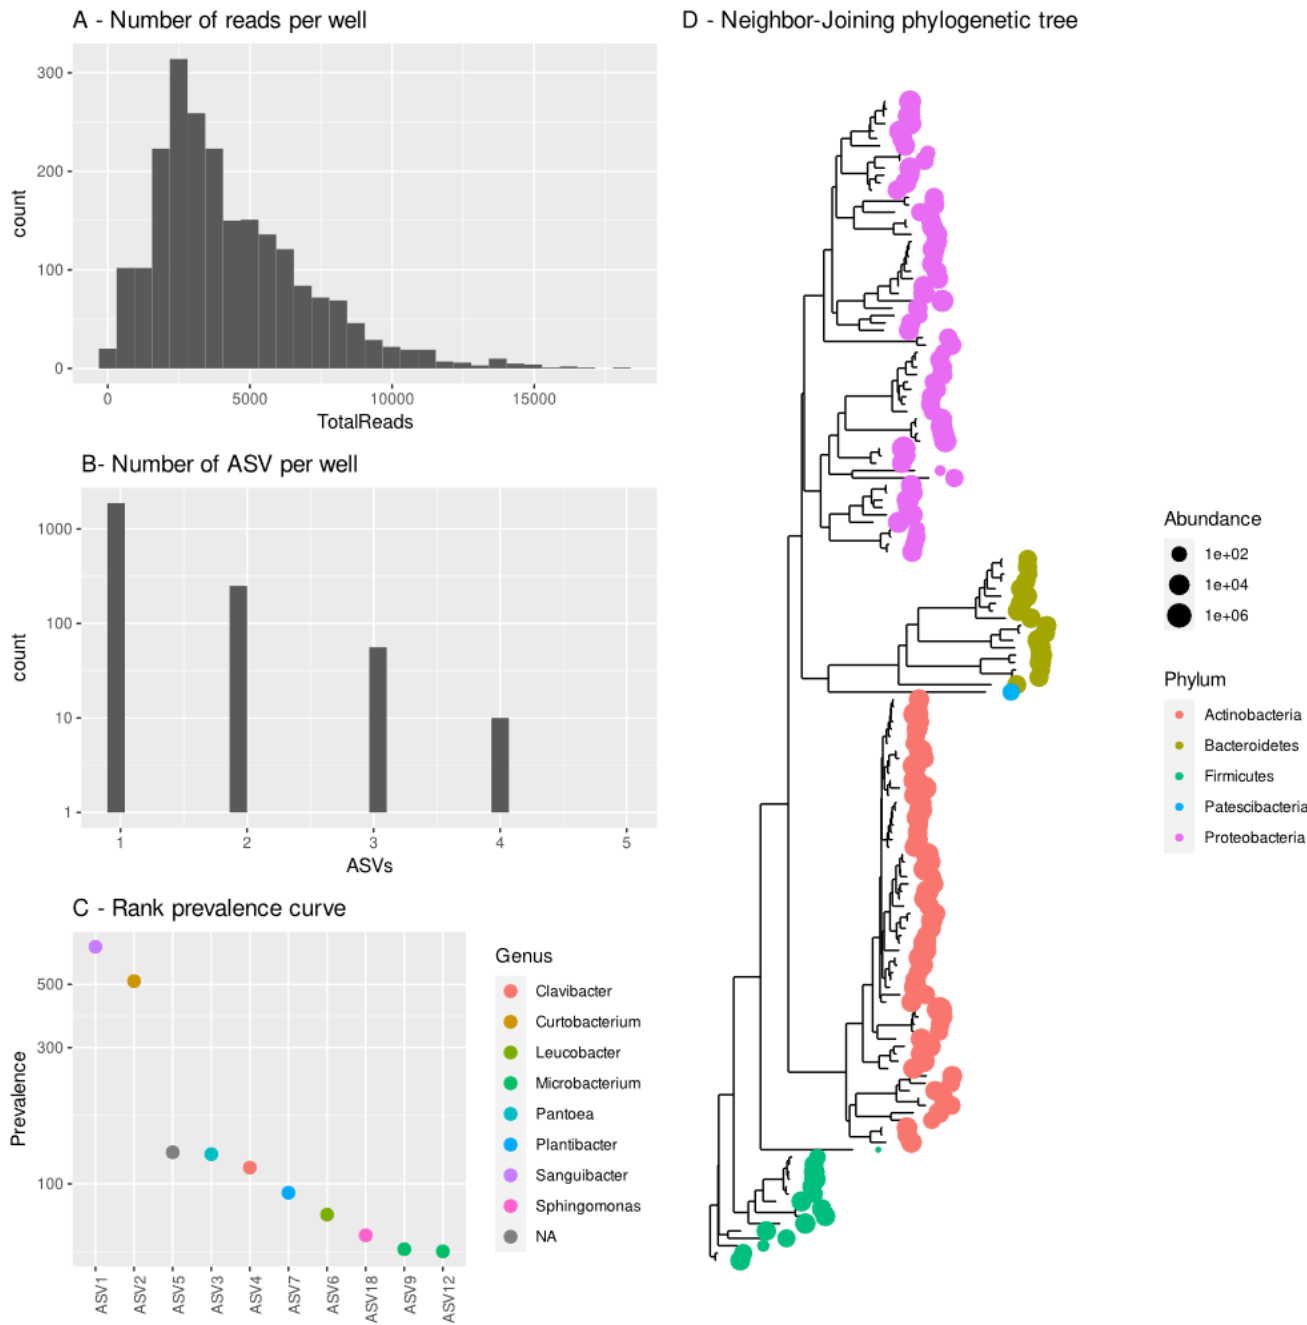 A - Number of reads per well
300
200
100
0
count
0
5000
10000
15000
TotalReads
B- Number of ASV per well
1000
100
10
1
count
1
2
3
4
5
ASVs
C - Rank prevalence curve
500
300
100
Prevalence
ASV1
ASV2
ASV5
ASV3
ASV4
ASV7
ASV6
ASV18
ASV9
ASV12
Genus
Clavibacter
Curtobacterium
Leucobacter
Microbacterium
Pantoea
Plantibacter
Sanguibacter
Sphingomonas
NA
D - Neighbor-Joining phylogenetic tree
Abundance
1e+02
1e+04
1e+06
Phylum
Actinobacteria
Bacteroidetes
Firmicutes
Patescibacteria
Proteobacteria